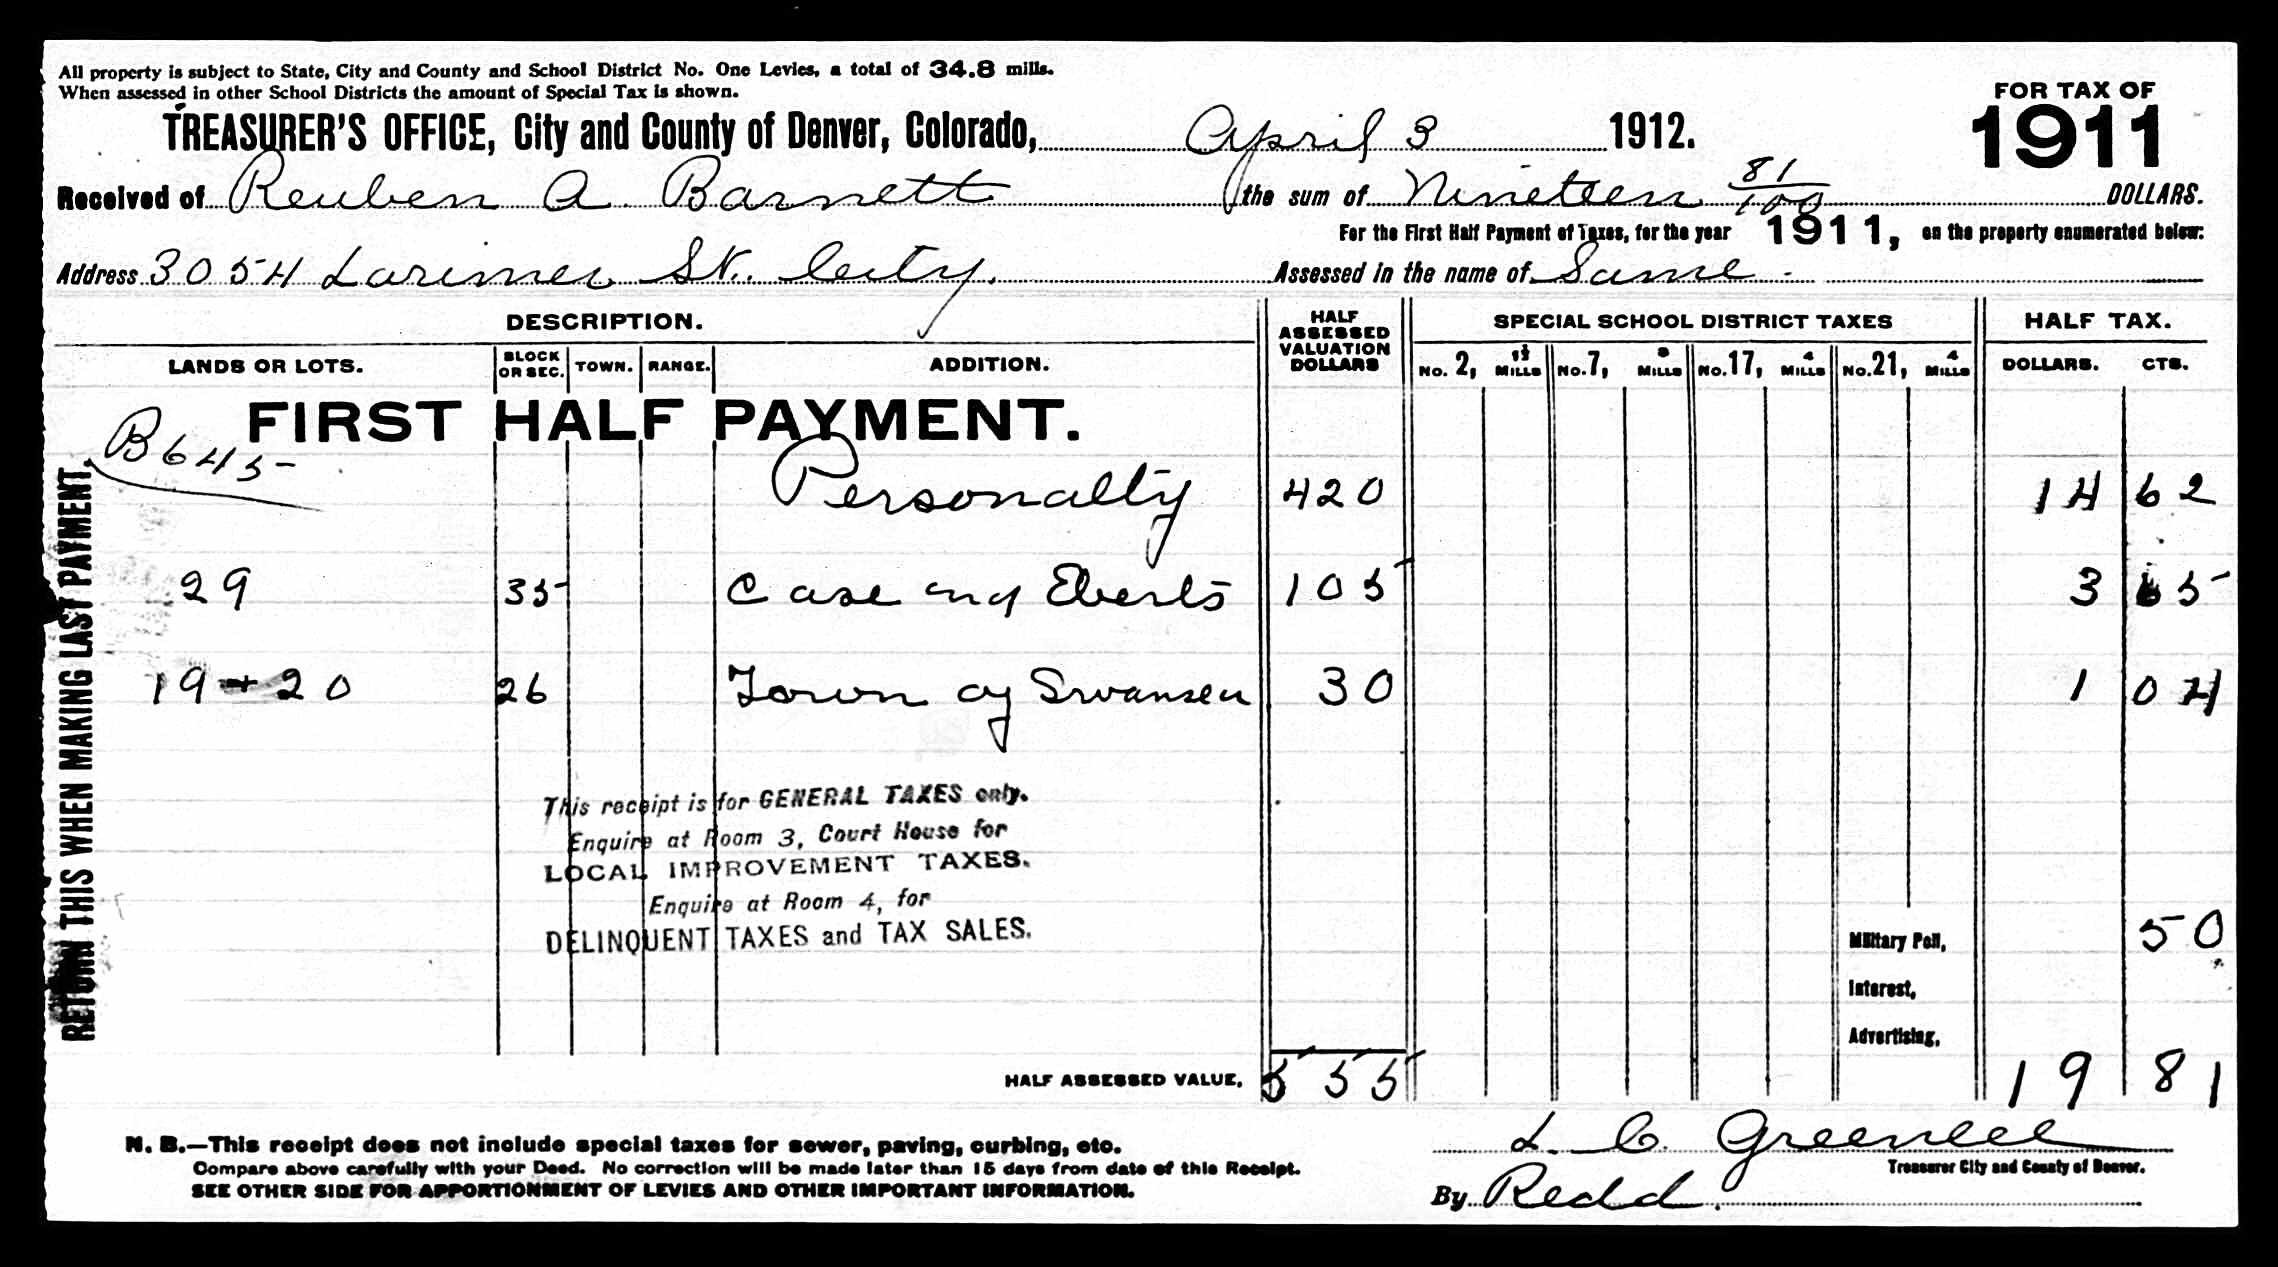 All property is subject to State, City and County and School District No. One Levies, a total of 34.8 mills.
When assessed in other School Districts the amount of Special Tax is shown.
FOR TAX OF
1911
TREASURER'S OFFICE, City and County of Denver, Colorado, April 3 1912.
Received of Reuben A. Barnett the sum of Nineteen 81/100 DOLLARS.
For the First Half Payment of Taxes, for the year 1911, on the property enumerated below:
Address 3054 Larimer St. City. Assessed in the name of Same -
DESCRIPTION. HALF ASSESSED VALUATION DOLLARS SPECIAL SCHOOL DISTRICT TAXES HALF TAX.
LANDS OR LOTS. BLOCK OR SEC. TOWN. RANGE. ADDITION. No. 2, 1½ MILLS No. 7, 8 MILLS No. 17, 4 MILLS No. 21, 4 MILLS DOLLARS. CTS.
FIRST HALF PAYMENT.
B645
Personalty 420 14 62
29 35 Case and Eberts 105 3 65
19 + 20 26 Town of Swansea 30 1 04
This receipt is for GENERAL TAXES only.
Enquire at Room 3, Court House for
LOCAL IMPROVEMENT TAXES.
Enquire at Room 4, for
DELINQUENT TAXES and TAX SALES.
Military Poll, 50
Interest,
Advertising,
HALF ASSESSED VALUE, 555 19 81
RETURN THIS WHEN MAKING LAST PAYMENT.
N. B.—This receipt does not include special taxes for sewer, paving, curbing, etc.
Compare above carefully with your Deed. No correction will be made later than 15 days from date of this Receipt.
SEE OTHER SIDE FOR APPORTIONMENT OF LEVIES AND OTHER IMPORTANT INFORMATION.
L. C. Greenlee
Treasurer City and County of Denver.
By Redd.